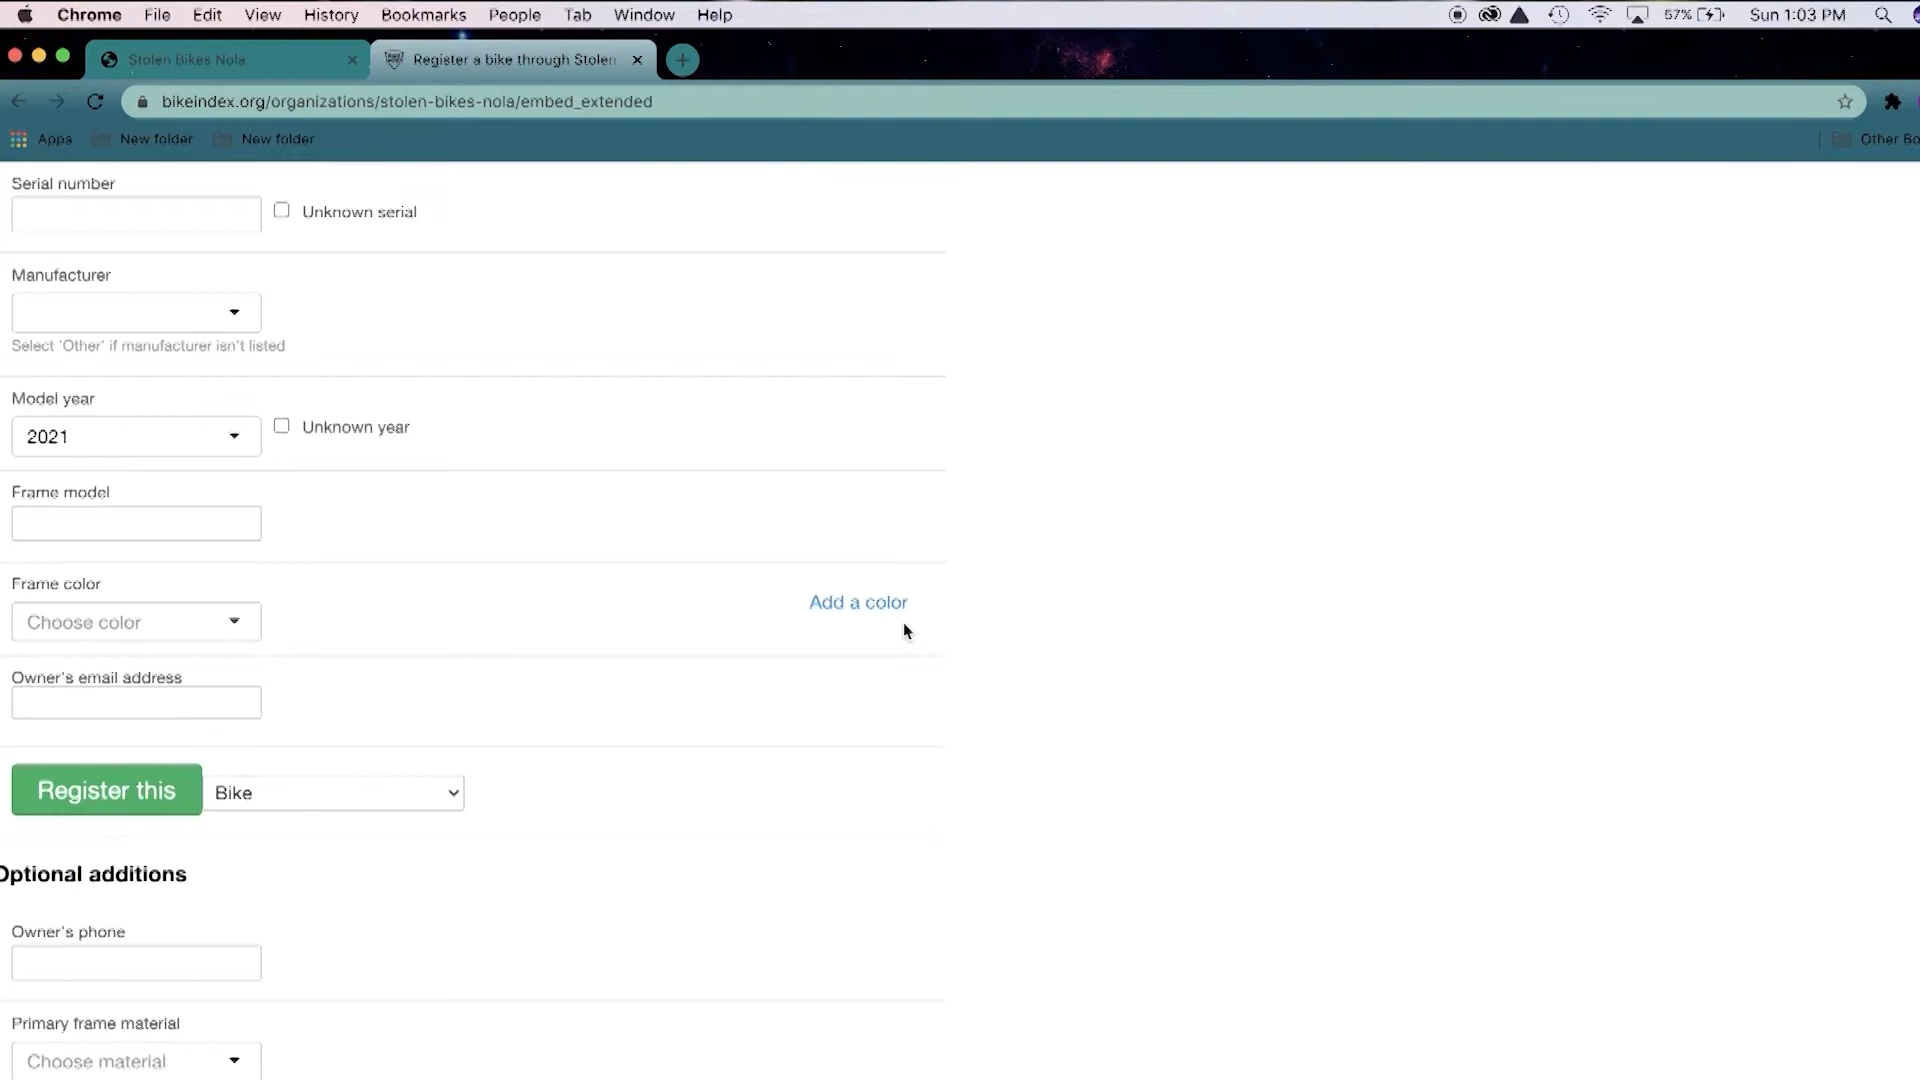 Chrome File Edit View History Bookmarks People Tab Window Help 57% Sun 1:03 PM
Stolen Bikes Nola Register a bike through Stolen
bikeindex.org/organizations/stolen-bikes-nola/embed_extended
Apps New folder New folder Other Bo
Serial number
Unknown serial
Manufacturer
Select 'Other' if manufacturer isn't listed
Model year
2021 Unknown year
Frame model
Frame color
Add a color
Choose color
Owner's email address
Register this Bike
Optional additions
Owner's phone
Primary frame material
Choose material